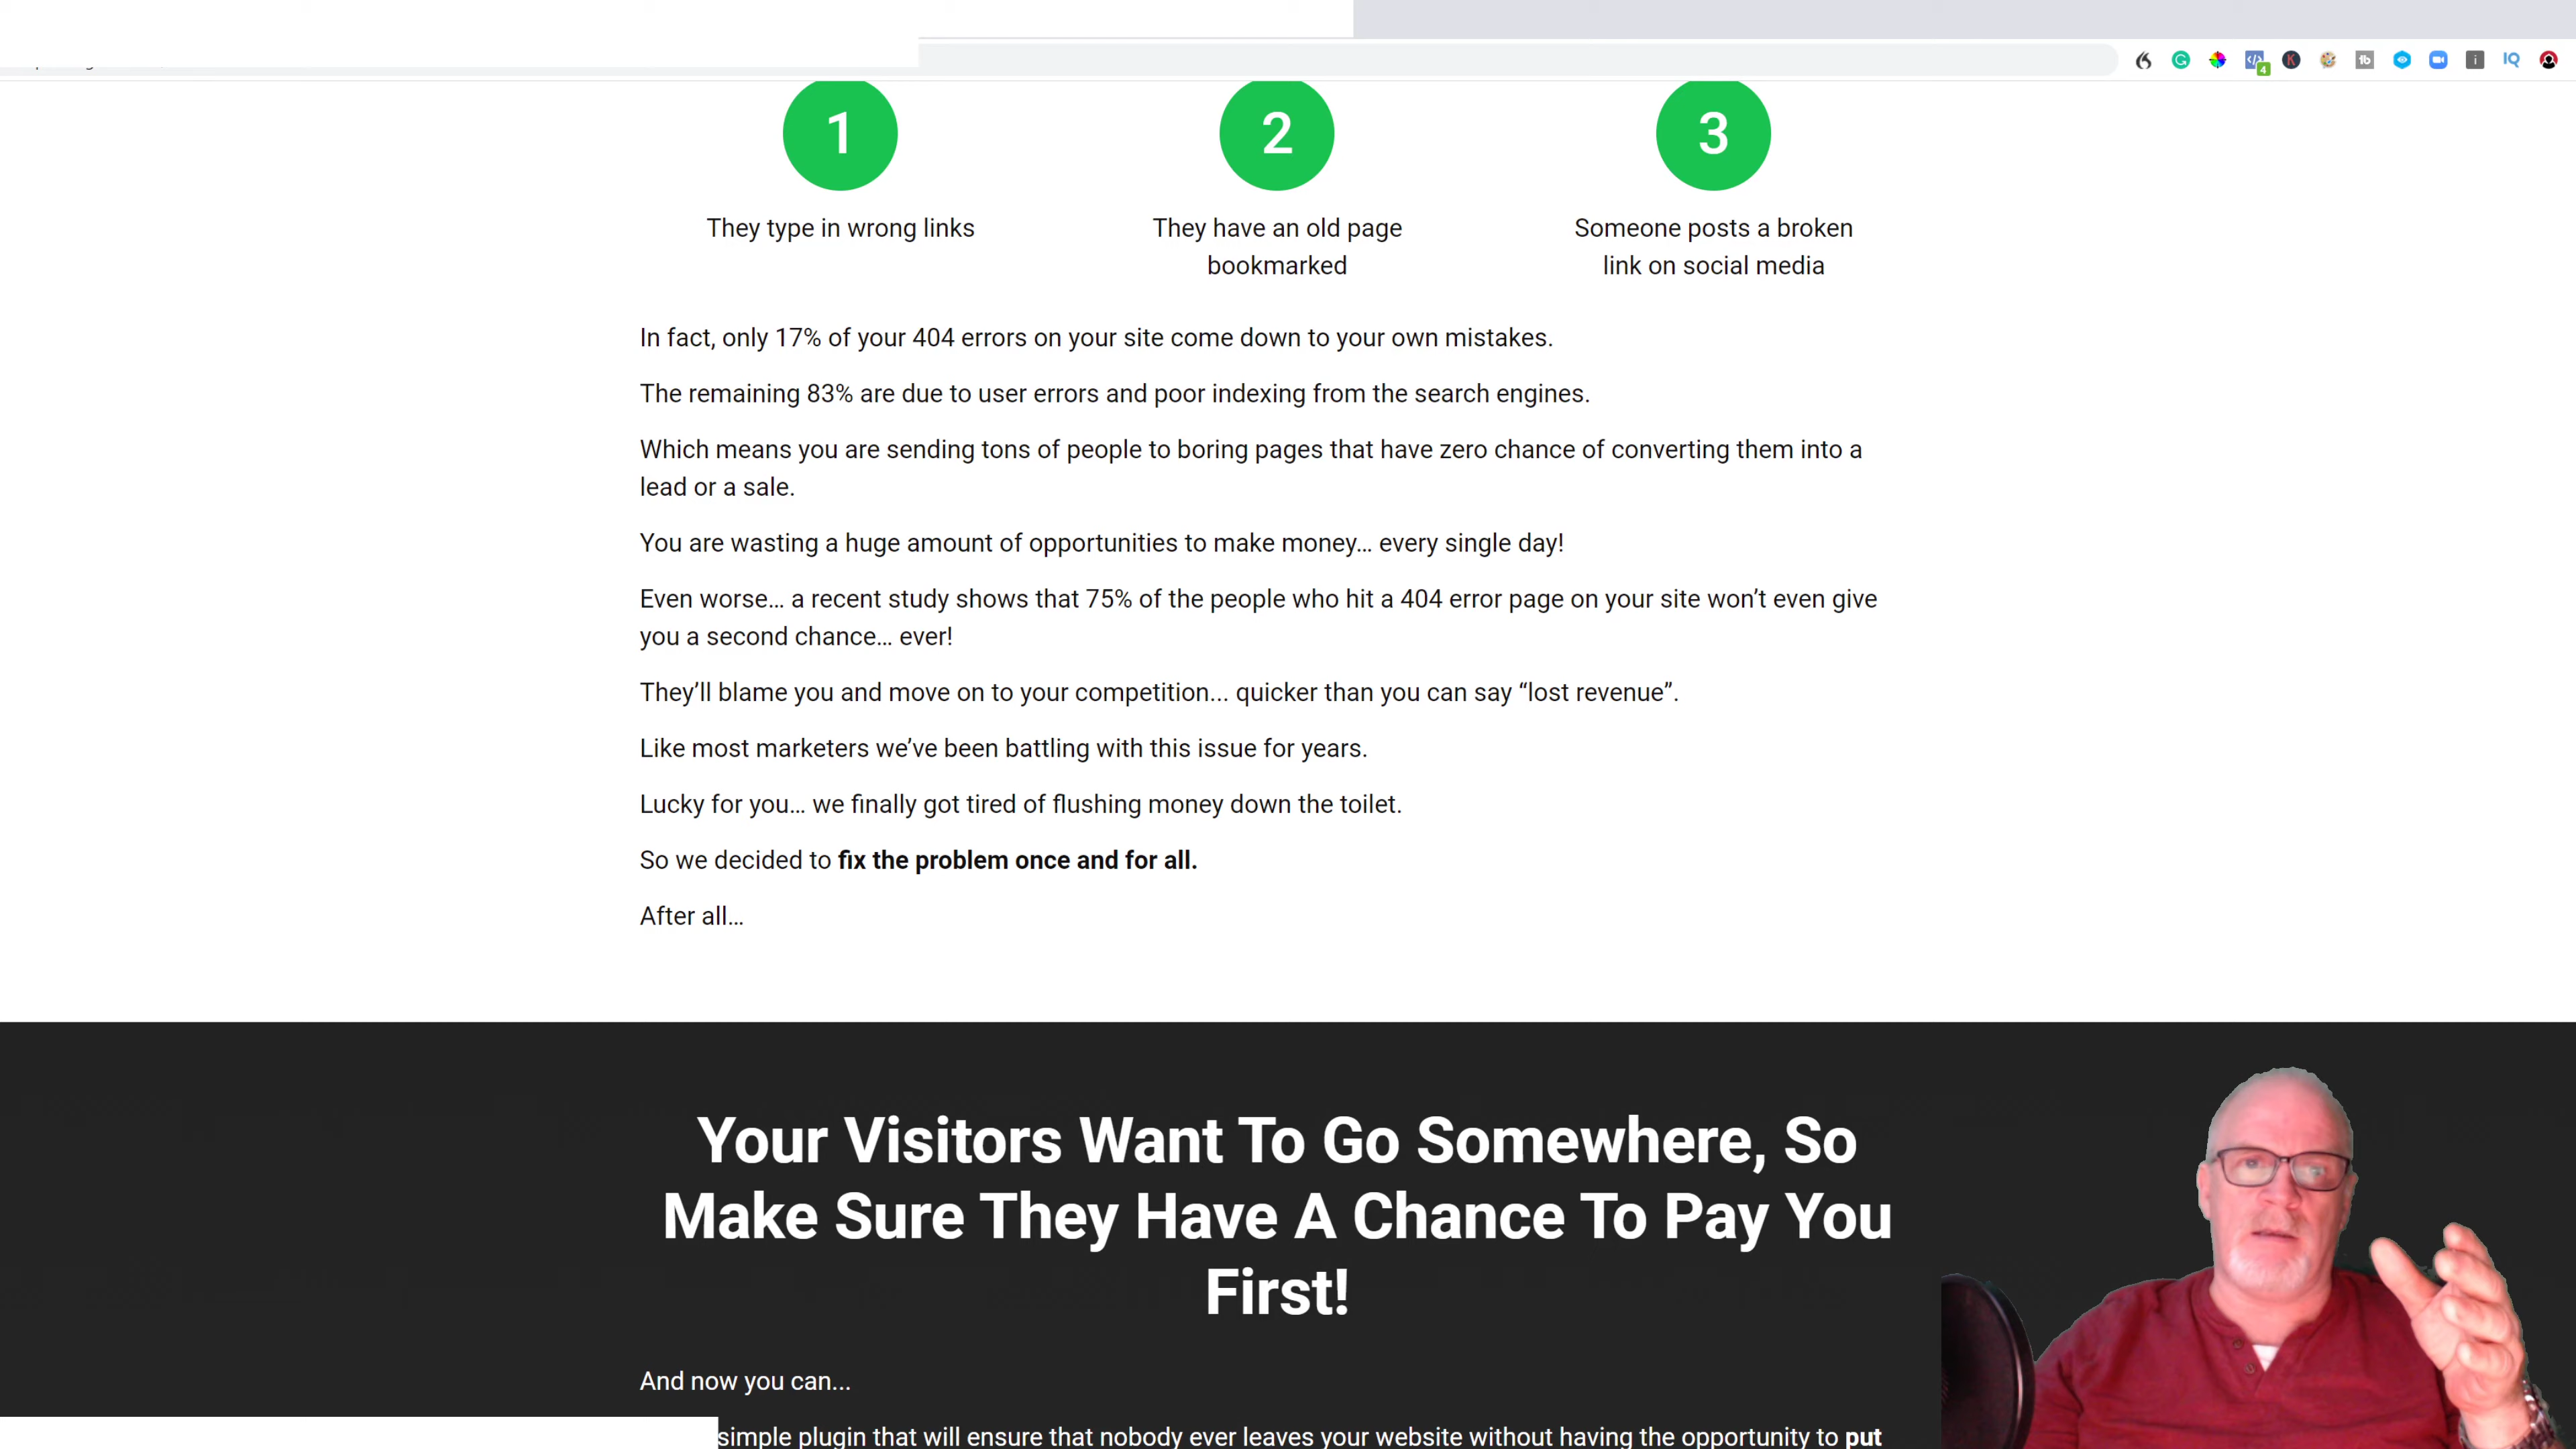 4
IQ
1
2
3
They type in wrong links
They have an old page
bookmarked
Someone posts a broken
link on social media
In fact, only 17% of your 404 errors on your site come down to your own mistakes.
The remaining 83% are due to user errors and poor indexing from the search engines.
Which means you are sending tons of people to boring pages that have zero chance of converting them into a
lead or a sale.
You are wasting a huge amount of opportunities to make money… every single day!
Even worse… a recent study shows that 75% of the people who hit a 404 error page on your site won’t even give
you a second chance… ever!
They’ll blame you and move on to your competition... quicker than you can say “lost revenue”.
Like most marketers we’ve been battling with this issue for years.
Lucky for you… we finally got tired of flushing money down the toilet.
So we decided to fix the problem once and for all.
After all…
Your Visitors Want To Go Somewhere, So
Make Sure They Have A Chance To Pay You
First!
And now you can...
simple plugin that will ensure that nobody ever leaves your website without having the opportunity to put